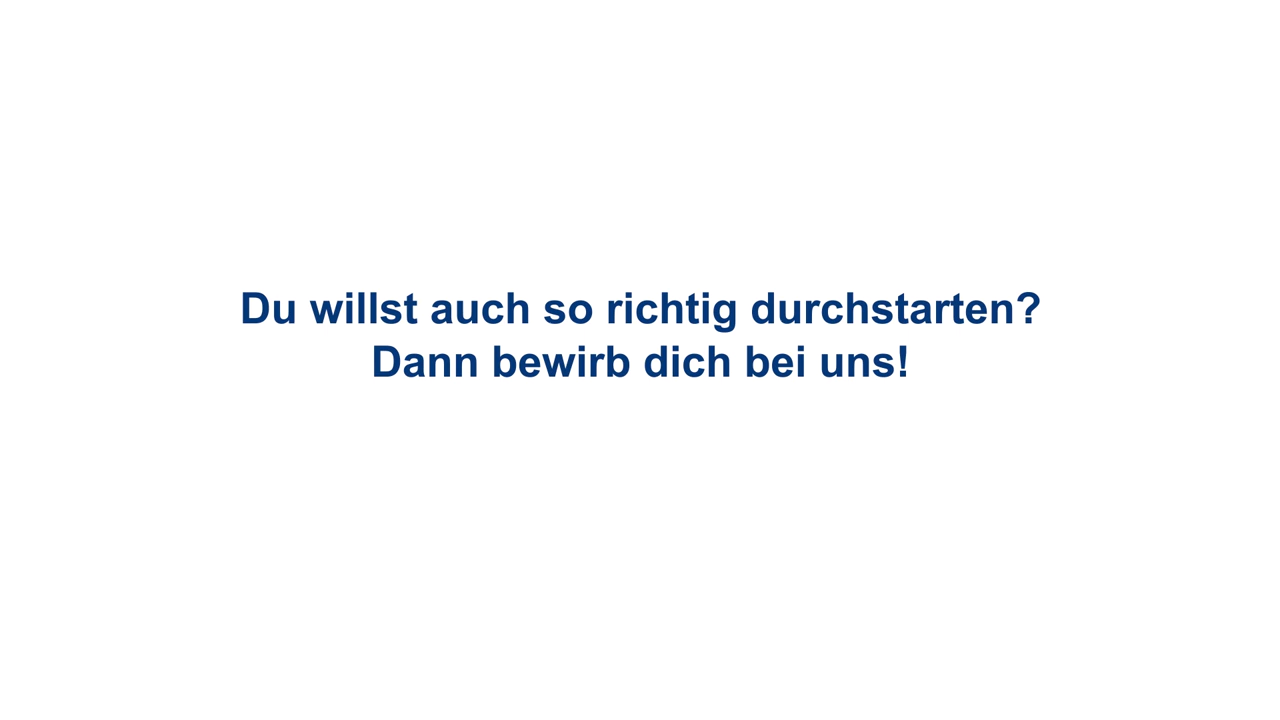 Du willst auch so richtig durchstarten?
Dann bewirb dich bei uns!